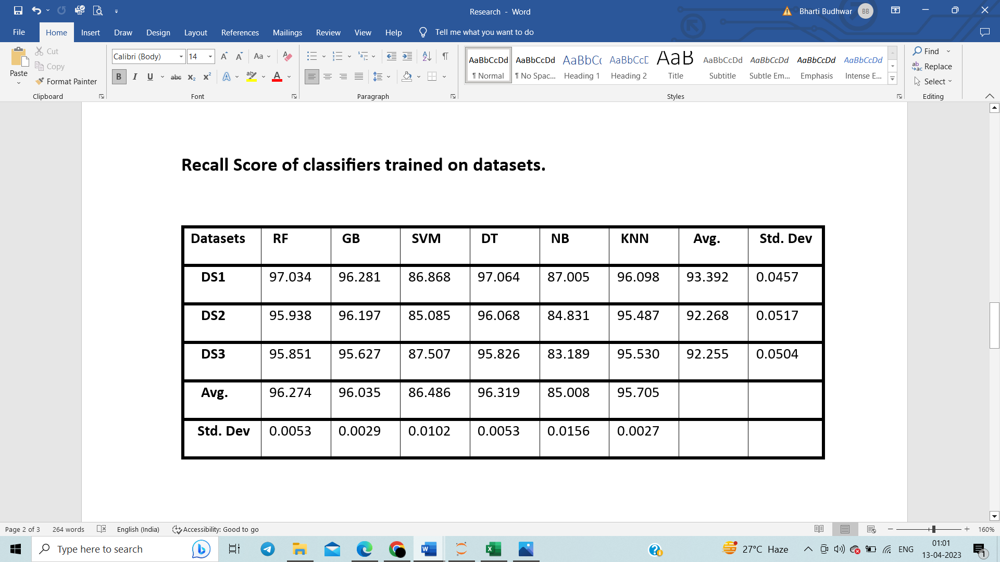 Research - Word
Bharti Budhwar BB
File Home Insert Draw Design Layout References Mailings Review View Help Tell me what you want to do
Paste
Cut
Copy
Format Painter
Clipboard
Calibri (Body) 14
Font
Paragraph
AaBbCcDd AaBbCcDd AaBbCc AaBbCcD AaB AaBbCcDd AaBbCcDd AaBbCcDd AaBbCcDd
¶ Normal ¶ No Spac... Heading 1 Heading 2 Title Subtitle Subtle Em... Emphasis Intense E...
Styles
Find
Replace
Select
Editing
Recall Score of classifiers trained on datasets.
Datasets RF GB SVM DT NB KNN Avg. Std. Dev
DS1 97.034 96.281 86.868 97.064 87.005 96.098 93.392 0.0457
DS2 95.938 96.197 85.085 96.068 84.831 95.487 92.268 0.0517
DS3 95.851 95.627 87.507 95.826 83.189 95.530 92.255 0.0504
Avg. 96.274 96.035 86.486 96.319 85.008 95.705
Std. Dev 0.0053 0.0029 0.0102 0.0053 0.0156 0.0027
Page 2 of 3 264 words English (India) Accessibility: Good to go 160%
Type here to search
27°C Haze ENG
01:01
13-04-2023
1